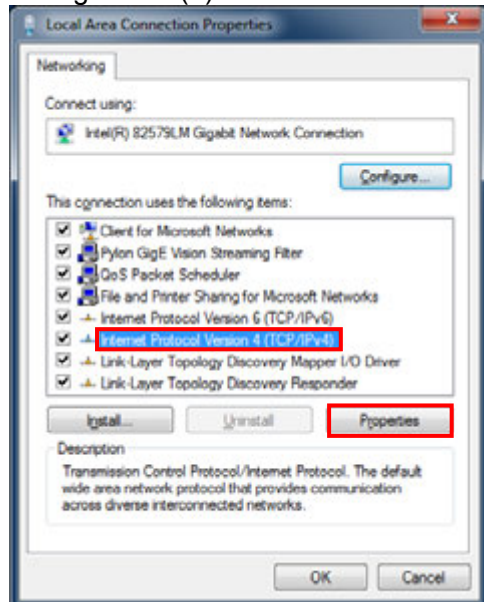 Local Area Connection Properties
Networking
Connect using:
Intel(R) 82579LM Gigabit Network Connection
Configure...
This connection uses the following items:
Client for Microsoft Networks
Pylon GigE Vision Streaming Filter
QoS Packet Scheduler
File and Printer Sharing for Microsoft Networks
Internet Protocol Version 6 (TCP/IPv6)
Internet Protocol Version 4 (TCP/IPv4)
Link-Layer Topology Discovery Mapper I/O Driver
Link-Layer Topology Discovery Responder
Install... Uninstall Properties
Description
Transmission Control Protocol/Internet Protocol. The default
wide area network protocol that provides communication
across diverse interconnected networks.
OK Cancel